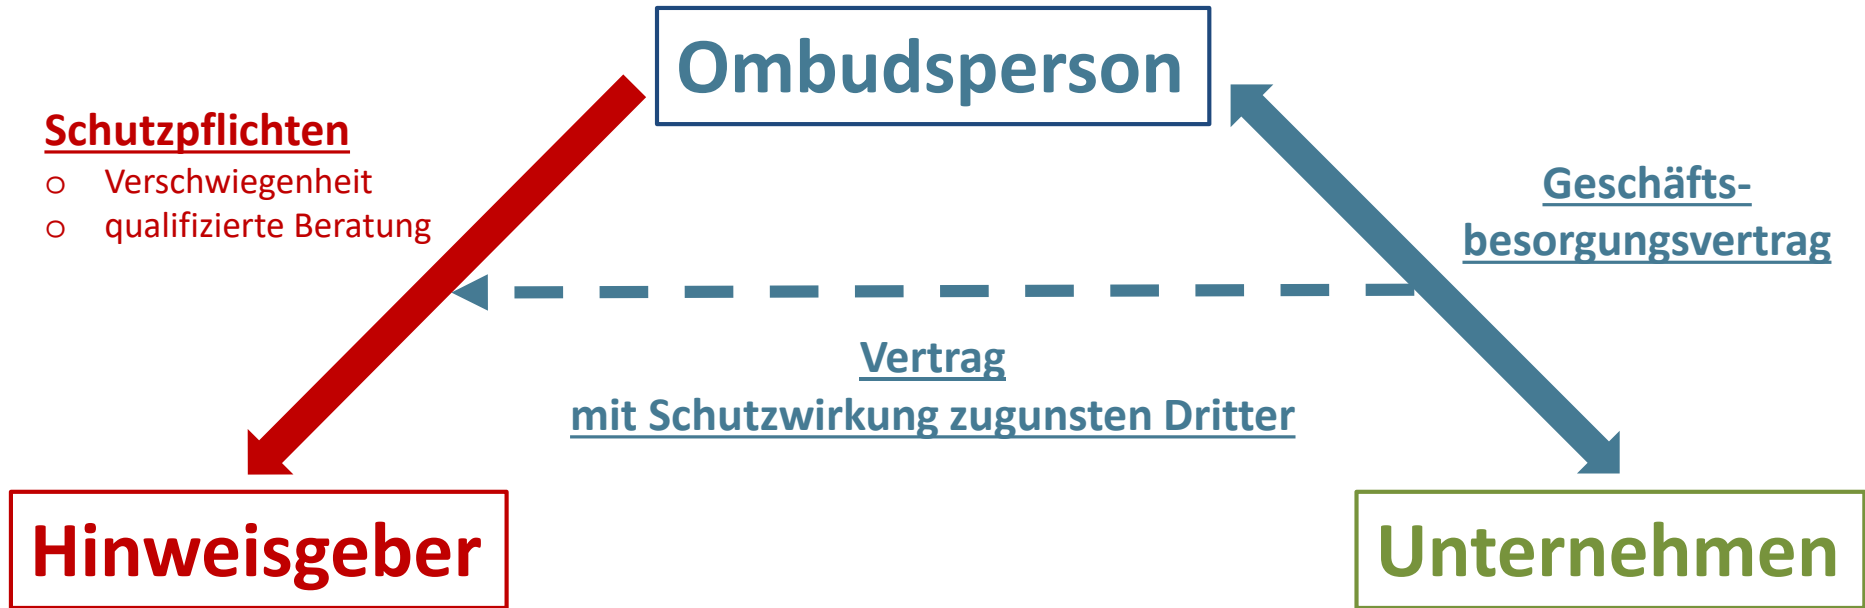 Ombudsperson
Schutzpflichten
o Verschwiegenheit
o qualifizierte Beratung
Geschäfts-
besorgungsvertrag
Vertrag
mit Schutzwirkung zugunsten Dritter
Hinweisgeber
Unternehmen